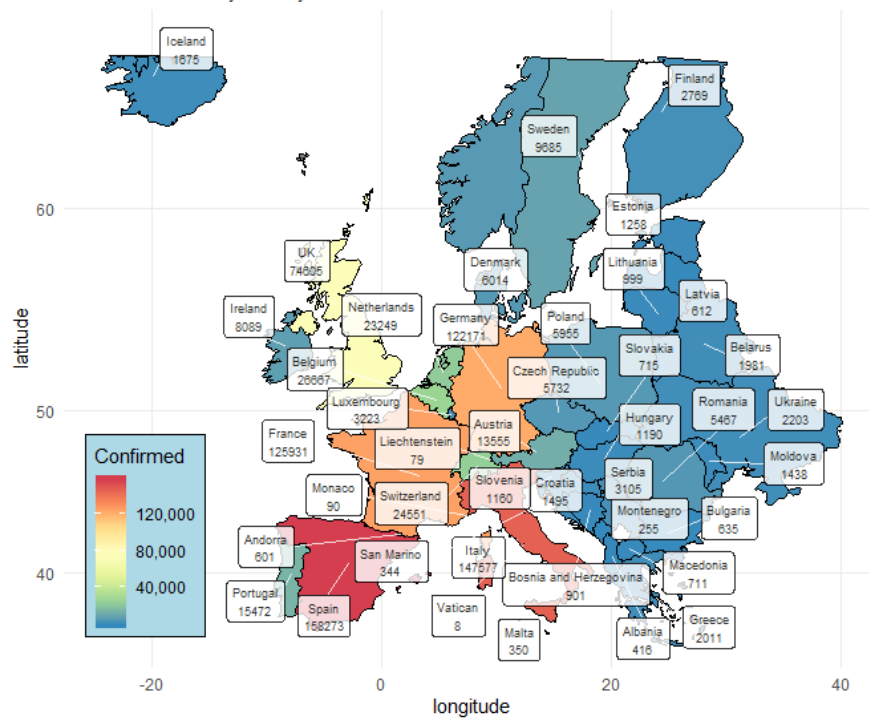 Iceland
1675
Finland
2769
Sweden
9685
60
Estonia
1258
UK
74605
Denmark
6014
Lithuania
999
Latvia
612
Ireland
8089
Netherlands
23249
Germany
122171
Poland
5955
Slovakia
715
Belarus
1981
Belgium
26667
Czech Republic
5732
Luxembourg
3223
Romania
5467
Ukraine
2203
50
Austria
13555
Hungary
1190
France
125931
Liechtenstein
79
Moldova
1438
Monaco
90
Switzerland
24551
Slovenia
1160
Croatia
1495
Serbia
3105
Montenegro
255
Bulgaria
635
Andorra
601
San Marino
344
Italy
147577
Macedonia
711
Bosnia and Herzegovina
901
40
Portugal
15472
Spain
158273
Vatican
8
Malta
350
Albania
416
Greece
2011
Confirmed
120,000
80,000
40,000
latitude
-20
0
20
40
longitude